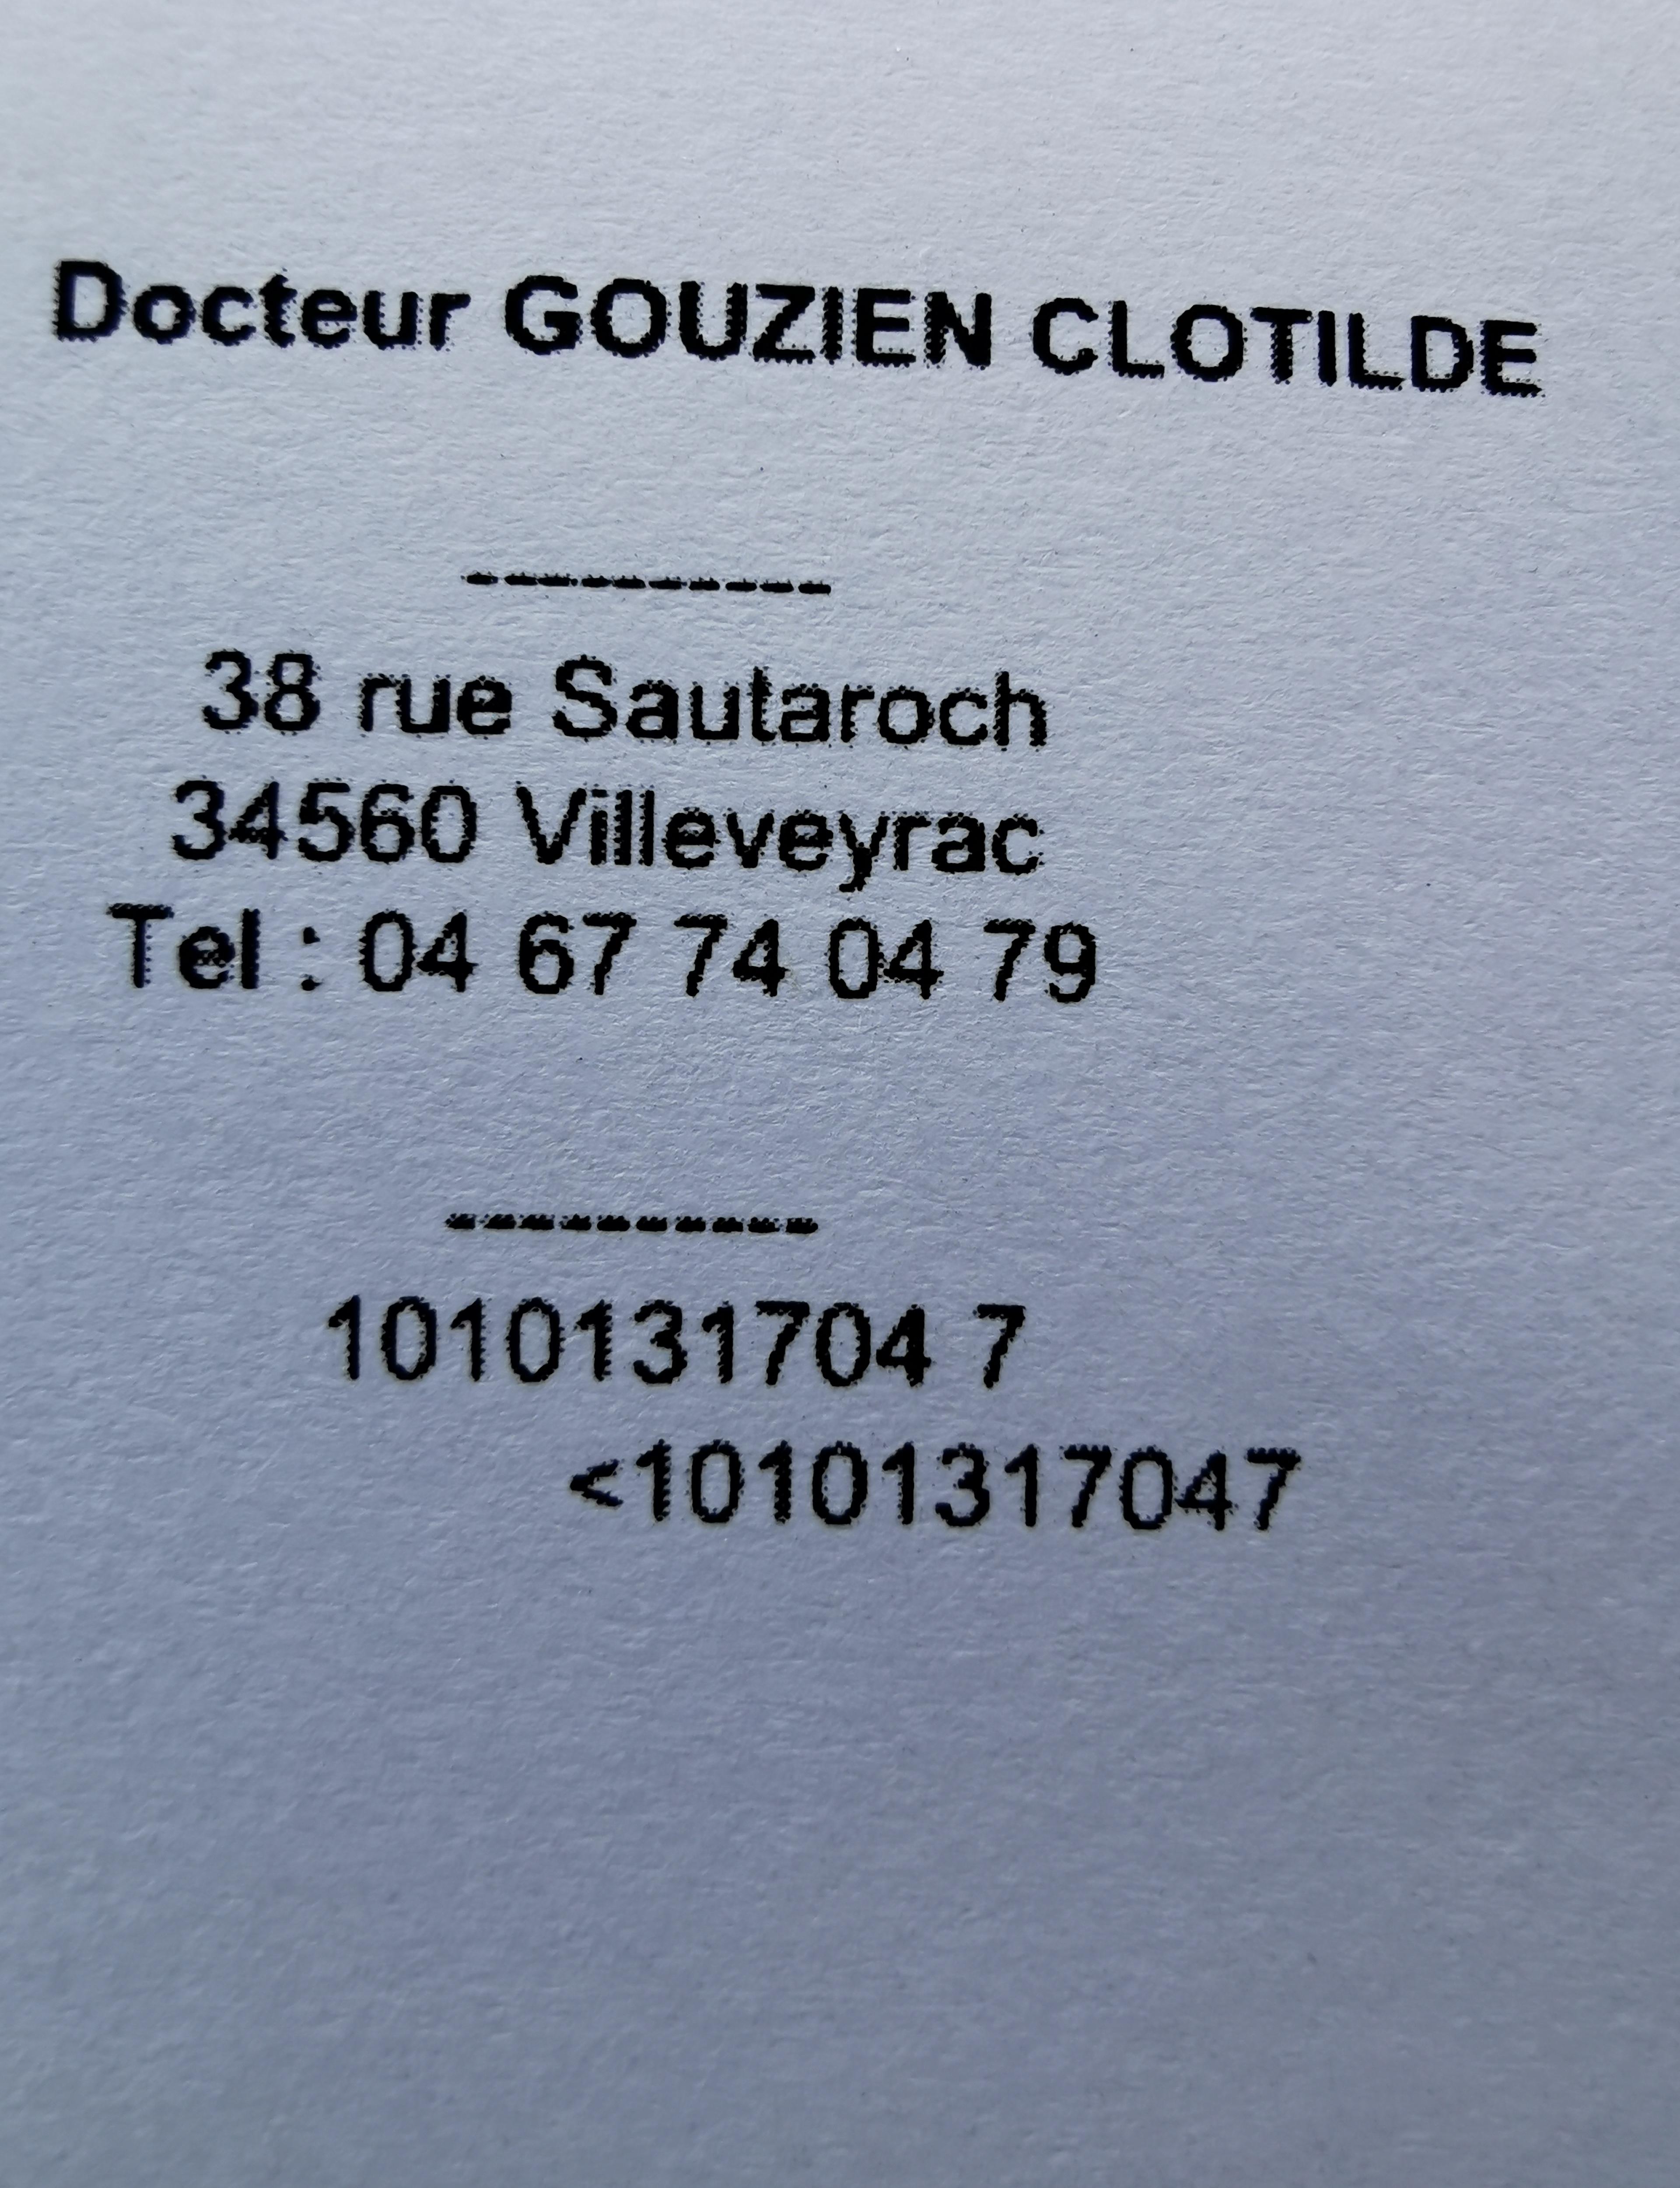 Docteur GOUZIEN CLOTILDE
----------
38 rue Sautaroch
34560 Villeveyrac
Tel : 04 67 74 04 79
----------
1010131704 7
<10101317047